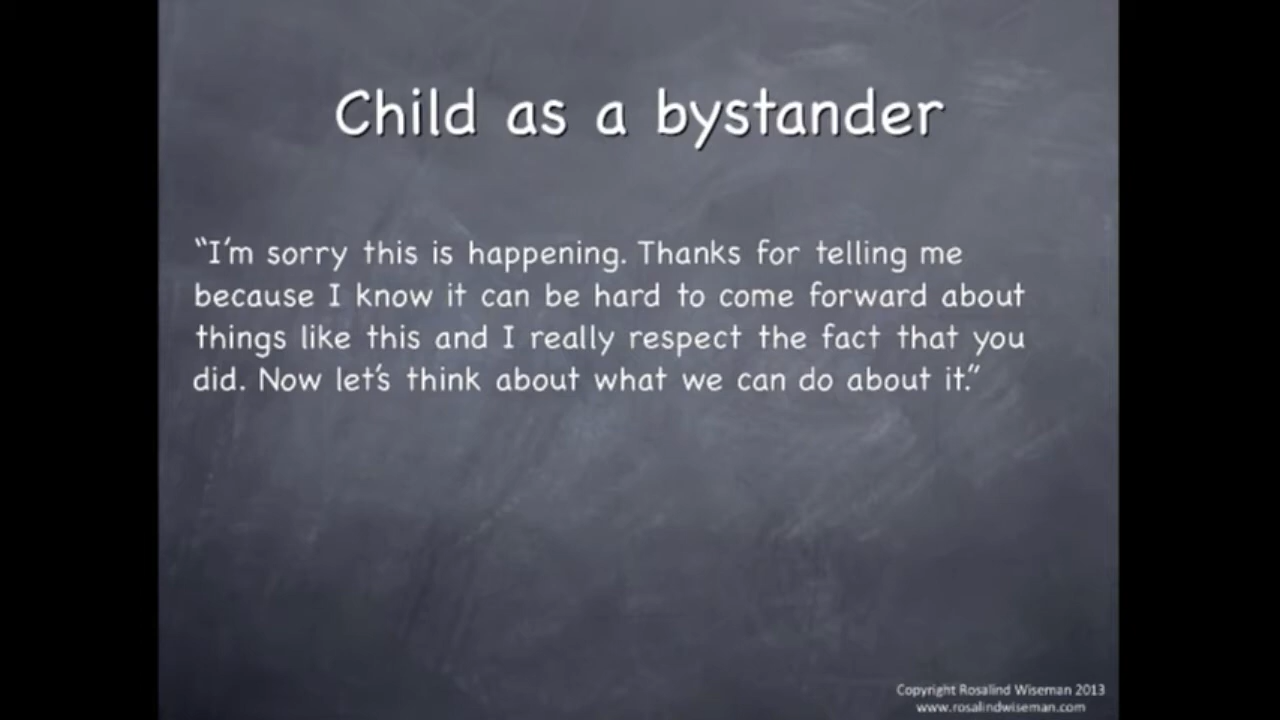 Child as a bystander
“I’m sorry this is happening. Thanks for telling me
because I know it can be hard to come forward about
things like this and I really respect the fact that you
did. Now let’s think about what we can do about it.”
Copyright Rosalind Wiseman 2013
www.rosalindwiseman.com